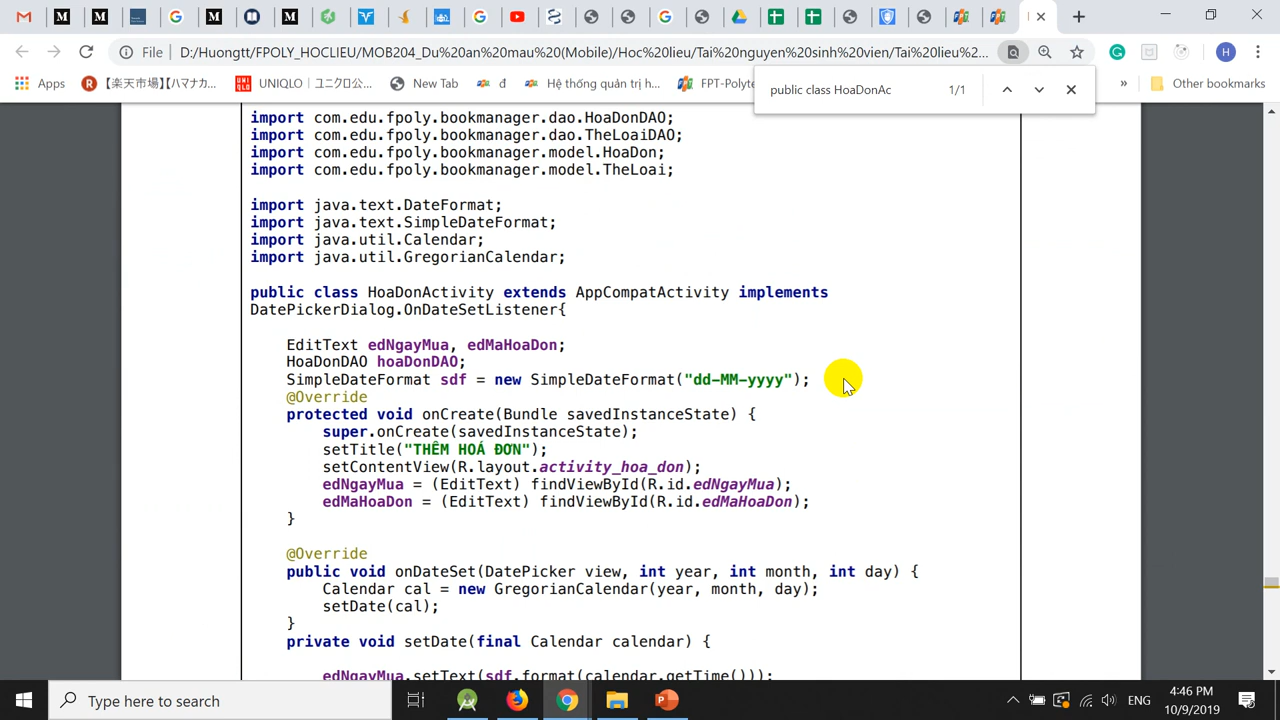 File
D:/Huongtt/FPOLY_HOCLIEU/MOB204_Du%20an%20mau%20(Mobile)/Hoc%20lieu/Tai%20nguyen%20sinh%20vien/Tai%20lieu%2...
H
Apps
【楽天市場】【ハマナカ...
UNIQLO | ユニクロ公...
New Tab
đ
Hệ thống quản trị h...
FPT-Polyte
»
Other bookmarks
public class HoaDonAc
1/1
import com.edu.fpoly.bookmanager.dao.HoaDonDAO;
import com.edu.fpoly.bookmanager.dao.TheLoaiDAO;
import com.edu.fpoly.bookmanager.model.HoaDon;
import com.edu.fpoly.bookmanager.model.TheLoai;
import java.text.DateFormat;
import java.text.SimpleDateFormat;
import java.util.Calendar;
import java.util.GregorianCalendar;
public class HoaDonActivity extends AppCompatActivity implements
DatePickerDialog.OnDateSetListener{
EditText edNgayMua, edMaHoaDon;
HoaDonDAO hoaDonDAO;
SimpleDateFormat sdf = new SimpleDateFormat("dd-MM-yyyy");
@Override
protected void onCreate(Bundle savedInstanceState) {
super.onCreate(savedInstanceState);
setTitle("THÊM HOÁ ĐƠN");
setContentView(R.layout.activity_hoa_don);
edNgayMua = (EditText) findViewById(R.id.edNgayMua);
edMaHoaDon = (EditText) findViewById(R.id.edMaHoaDon);
}
@Override
public void onDateSet(DatePicker view, int year, int month, int day) {
Calendar cal = new GregorianCalendar(year, month, day);
setDate(cal);
}
private void setDate(final Calendar calendar) {
edNgayMua.setText(sdf.format(calendar.getTime()));
Type here to search
ENG
4:46 PM
10/9/2019